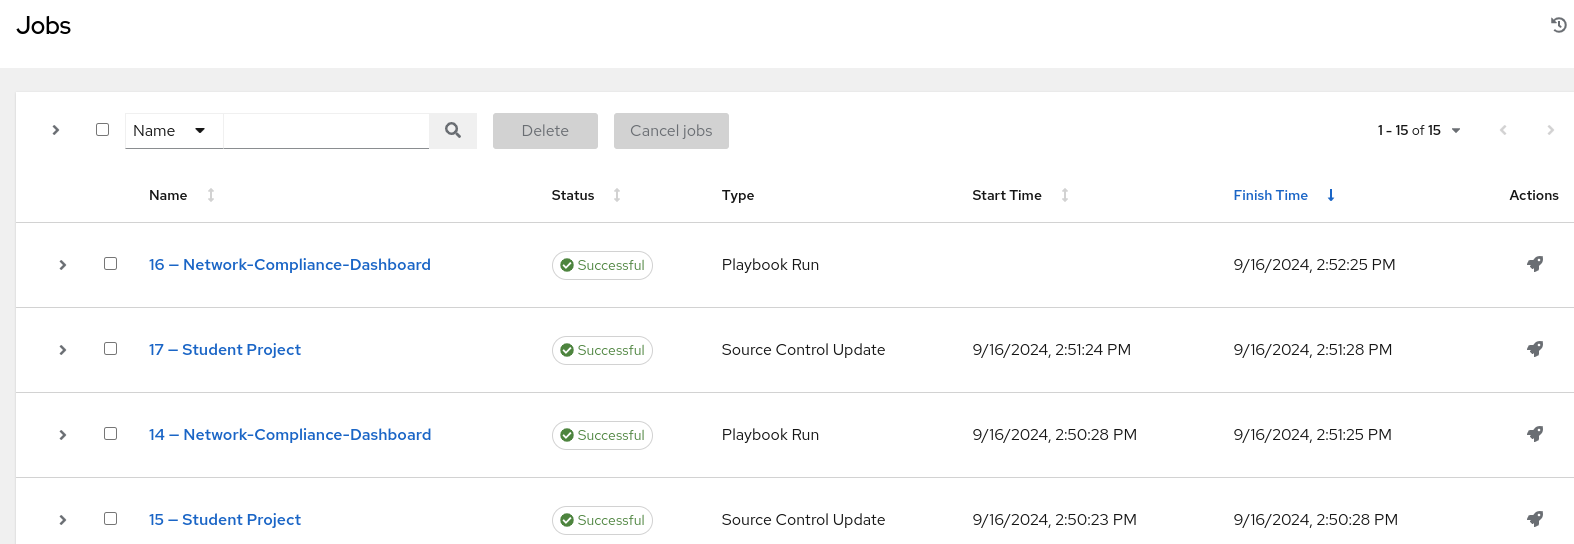 Jobs
Name Delete Cancel jobs 1 - 15 of 15
Name Status Type Start Time Finish Time Actions
16 — Network-Compliance-Dashboard Successful Playbook Run 9/16/2024, 2:52:25 PM
17 — Student Project Successful Source Control Update 9/16/2024, 2:51:24 PM 9/16/2024, 2:51:28 PM
14 — Network-Compliance-Dashboard Successful Playbook Run 9/16/2024, 2:50:28 PM 9/16/2024, 2:51:25 PM
15 — Student Project Successful Source Control Update 9/16/2024, 2:50:23 PM 9/16/2024, 2:50:28 PM